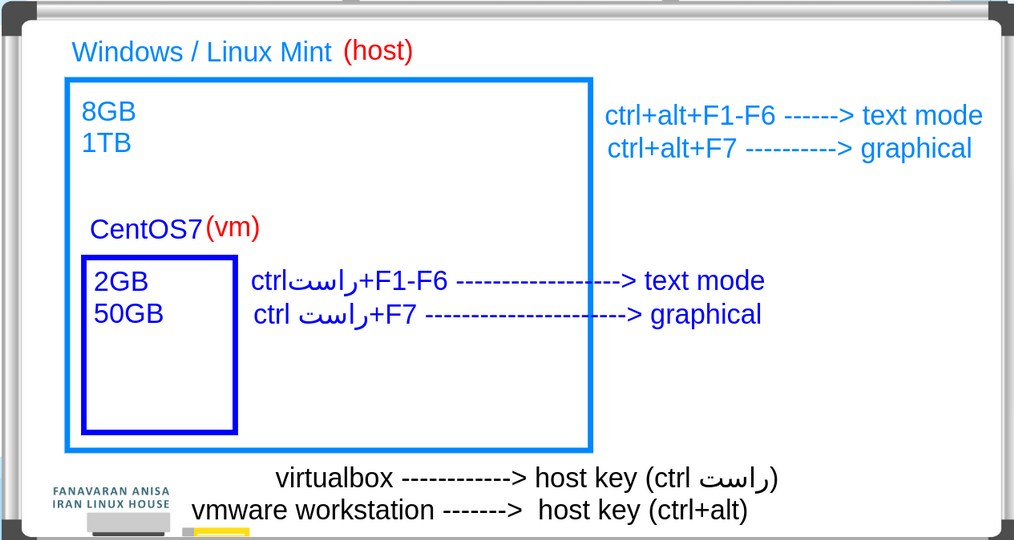 Windows / Linux Mint (host)
8GB
1TB
ctrl+alt+F1-F6 ------> text mode
ctrl+alt+F7 ----------> graphical
CentOS7(vm)
2GB
50GB
ctrlراست+F1-F6 ------------------> text mode
ctrl راست+F7 ----------------------> graphical
virtualbox ------------> host key (ctrl راست)
vmware workstation -------> host key (ctrl+alt)
FANAVARAN ANISA
IRAN LINUX HOUSE